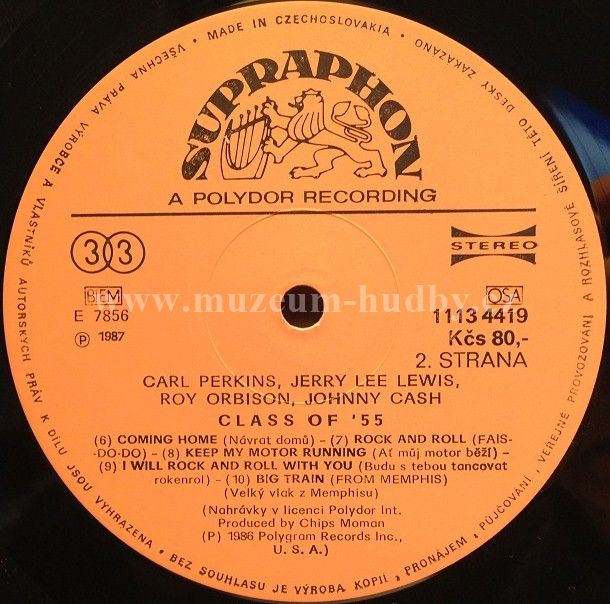 VŠECHNA PRÁVA VÝROBCE A VLASTNÍKŮ AUTORSKÝCH PRÁV K DÍLU JSOU VYHRAZENA • BEZ SOUHLASU JE VÝROBA KOPIÍ, PRONÁJEM, PŮJČOVÁNÍ, VEŘEJNÉ PROVOZOVÁNÍ A ROZHLASOVÉ ŠÍŘENÍ TÉTO DESKY ZAKÁZÁNO • MADE IN CZECHOSLOVAKIA •
SUPRAPHON
A POLYDOR RECORDING
33
STEREO
www.muzeum-hudby.cz
BIEM
OSA
E 7856
1113 4419
Ⓟ 1987
Kčs 80,-
2. STRANA
CARL PERKINS, JERRY LEE LEWIS,
ROY ORBISON, JOHNNY CASH
CLASS OF '55
(6) COMING HOME (Návrat domů) – (7) ROCK AND ROLL (FAIS-
-DO-DO) – (8) KEEP MY MOTOR RUNNING (Ať můj motor běží) –
(9) I WILL ROCK AND ROLL WITH YOU (Budu s tebou tancovat
rokenrol) – (10) BIG TRAIN (FROM MEMPHIS)
(Velký vlak z Memphisu)
(Nahrávky v licenci Polydor Int.
Produced by Chips Moman
(P) 1986 Polygram Records Inc.,
U. S. A.)